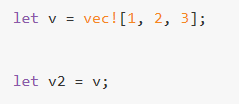 let v = vec![1, 2, 3];
let v2 = v;